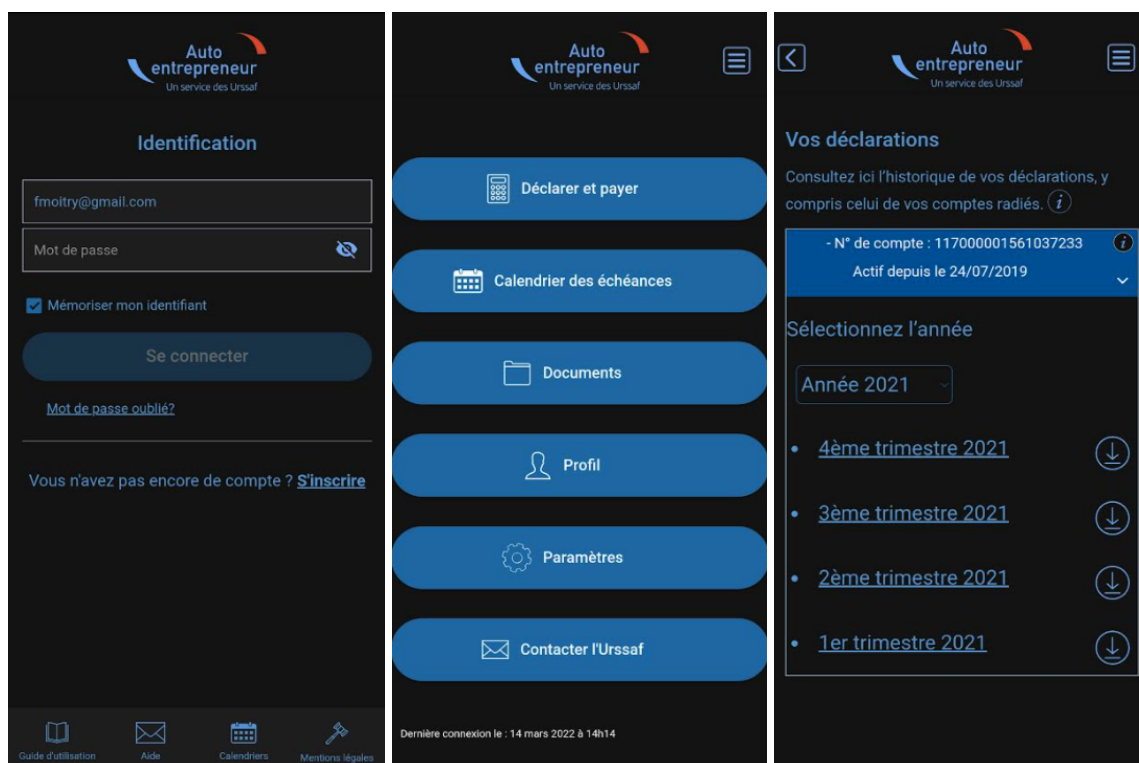 Auto
entrepreneur
Un service des Urssaf
Identification
fmoitry@gmail.com
Mot de passe
Mémoriser mon identifiant
Se connecter
Mot de passe oublié?
Vous n'avez pas encore de compte ? S'inscrire
Guide d'utilisation
Aide
Calendriers
Mentions légales
Auto
entrepreneur
Un service des Urssaf
Déclarer et payer
Calendrier des échéances
Documents
Profil
Paramètres
Contacter l'Urssaf
Dernière connexion le : 14 mars 2022 à 14h14
Auto
entrepreneur
Un service des Urssaf
Vos déclarations
Consultez ici l'historique de vos déclarations, y
compris celui de vos comptes radiés. i
- N° de compte : 117000001561037233 i
Actif depuis le 24/07/2019
Sélectionnez l'année
Année 2021
• 4ème trimestre 2021
• 3ème trimestre 2021
• 2ème trimestre 2021
• 1er trimestre 2021